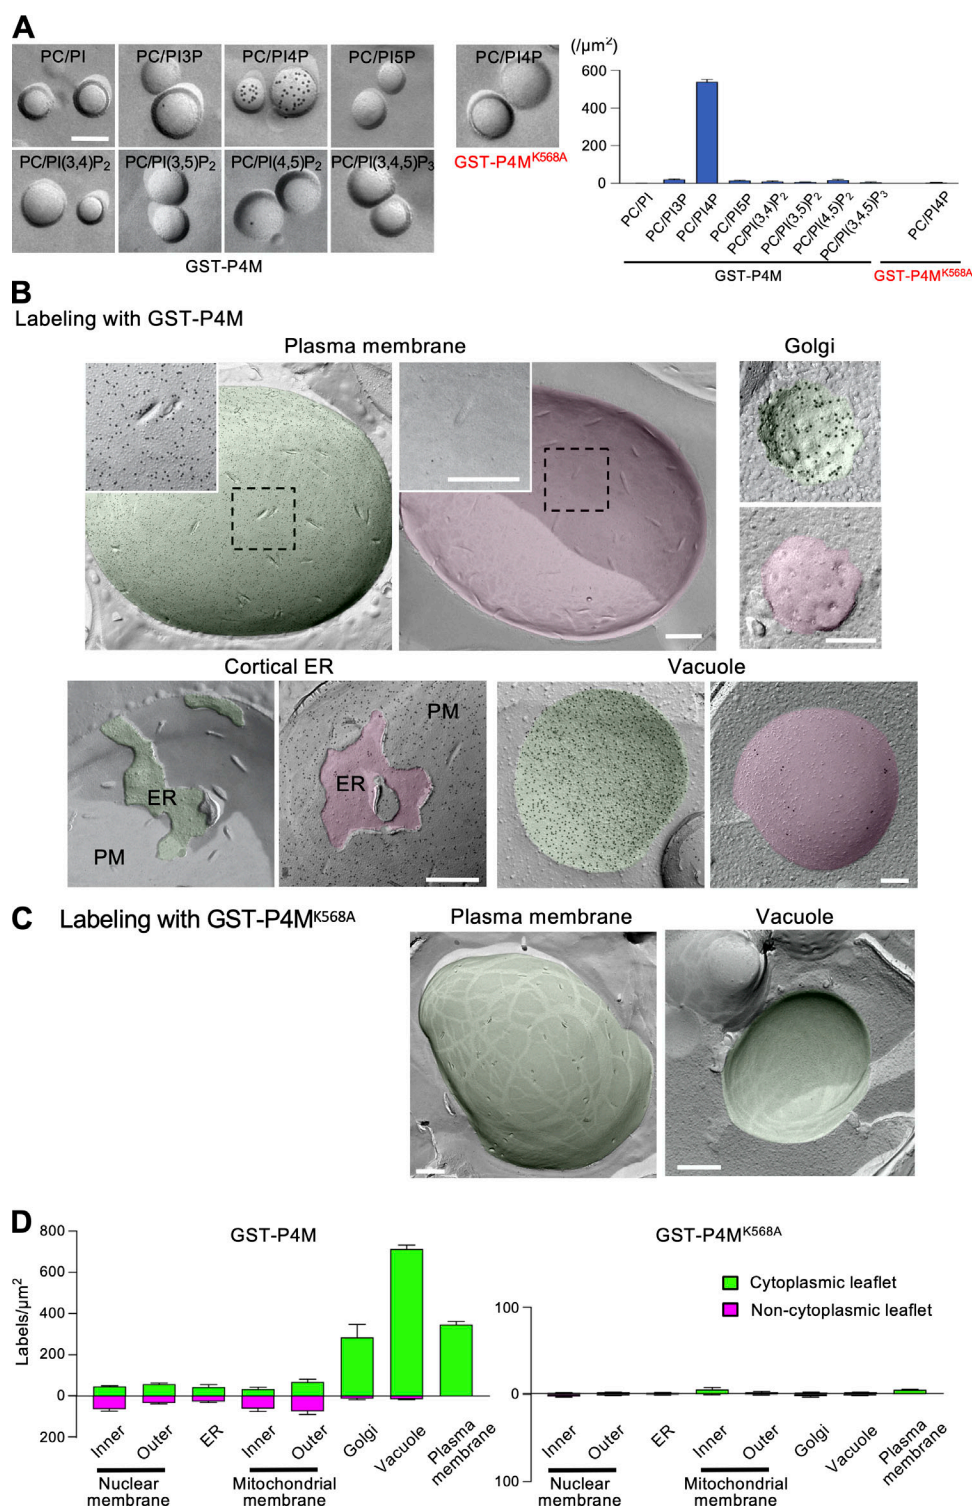 A
PC/PI
PC/PI3P
PC/PI4P
PC/PI5P
PC/PI4P
GST-P4M^K568A
PC/PI(3,4)P2
PC/PI(3,5)P2
PC/PI(4,5)P2
PC/PI(3,4,5)P3
GST-P4M
(/µm²)
600
400
200
0
PC/PI
PC/PI3P
PC/PI4P
PC/PI5P
PC/PI(3,4)P2
PC/PI(3,5)P2
PC/PI(4,5)P2
PC/PI(3,4,5)P3
PC/PI4P
GST-P4M
GST-P4M^K568A
B
Labeling with GST-P4M
Plasma membrane
Golgi
Cortical ER
Vacuole
ER
PM
PM
ER
C
Labeling with GST-P4M^K568A
Plasma membrane
Vacuole
D
GST-P4M
Labels/µm²
800
600
400
200
0
200
Inner
Outer
ER
Inner
Outer
Golgi
Vacuole
Plasma
membrane
Nuclear
membrane
Mitochondrial
membrane
GST-P4M^K568A
Cytoplasmic leaflet
Non-cytoplasmic leaflet
100
0
100
Inner
Outer
ER
Inner
Outer
Golgi
Vacuole
Plasma
membrane
Nuclear
membrane
Mitochondrial
membrane